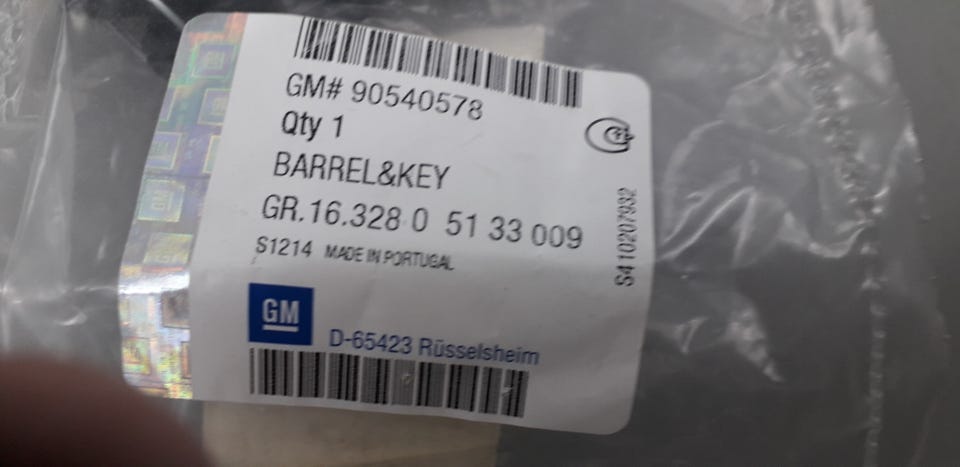 GM# 90540578
Qty 1
BARREL&KEY
GR.16.328 0 51 33 009
S1214 MADE IN PORTUGAL
S410207932
GM
D-65423 Rüsselsheim